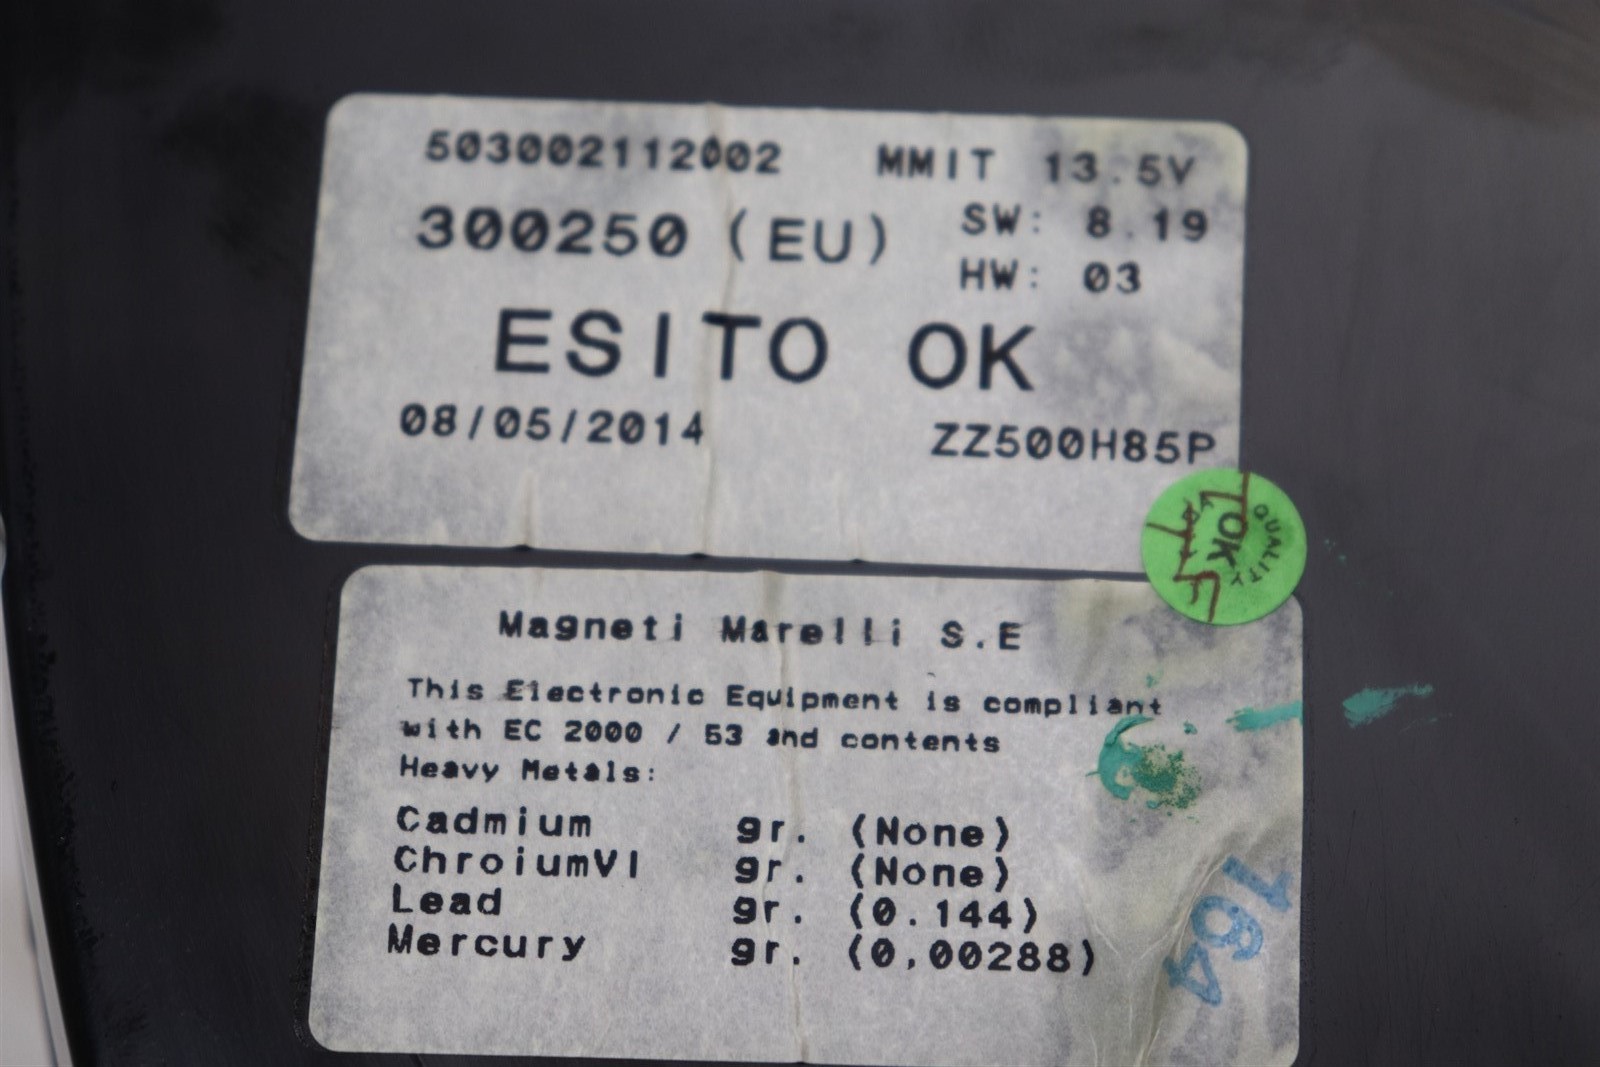 503002112002 MMIT 13.5V
300250 (EU) SW: 8.19
HW: 03
ESITO OK
08/05/2014 ZZ500H85P
QUALITY
OK
Magneti Marelli S.E
This Electronic Equipment is compliant
with EC 2000 / 53 and contents
Heavy Metals:
Cadmium gr. (None)
ChroiumVI gr. (None)
Lead gr. (0.144)
Mercury gr. (0,00288)
164